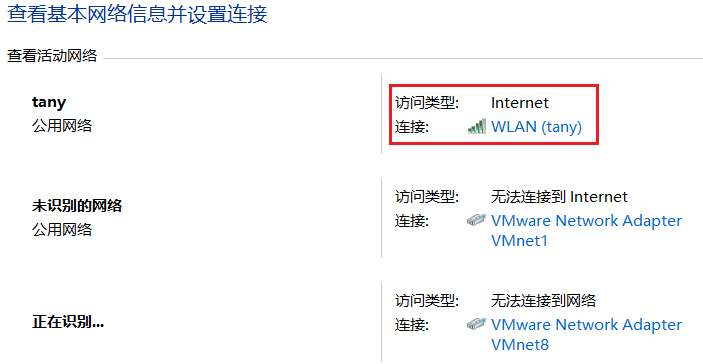 查看基本网络信息并设置连接
查看活动网络
tany
公用网络
访问类型: Internet
连接: WLAN (tany)
未识别的网络
公用网络
访问类型: 无法连接到 Internet
连接: VMware Network Adapter
VMnet1
正在识别...
访问类型: 无法连接到网络
连接: VMware Network Adapter
VMnet8